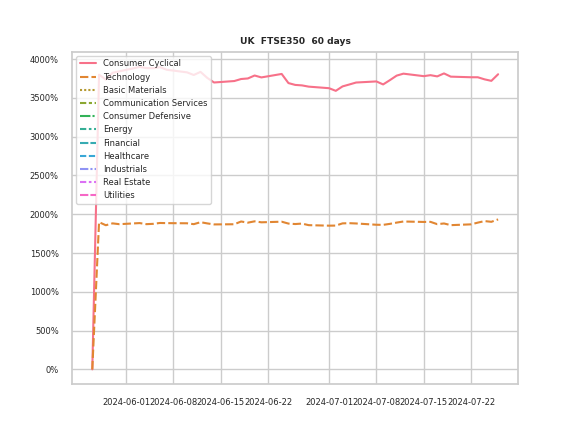 UK FTSE350 60 days
4000%
3500%
3000%
2500%
2000%
1500%
1000%
500%
0%
Consumer Cyclical
Technology
Basic Materials
Communication Services
Consumer Defensive
Energy
Financial
Healthcare
Industrials
Real Estate
Utilities
2024-06-01 2024-06-08 2024-06-15 2024-06-22 2024-07-01 2024-07-08 2024-07-15 2024-07-22